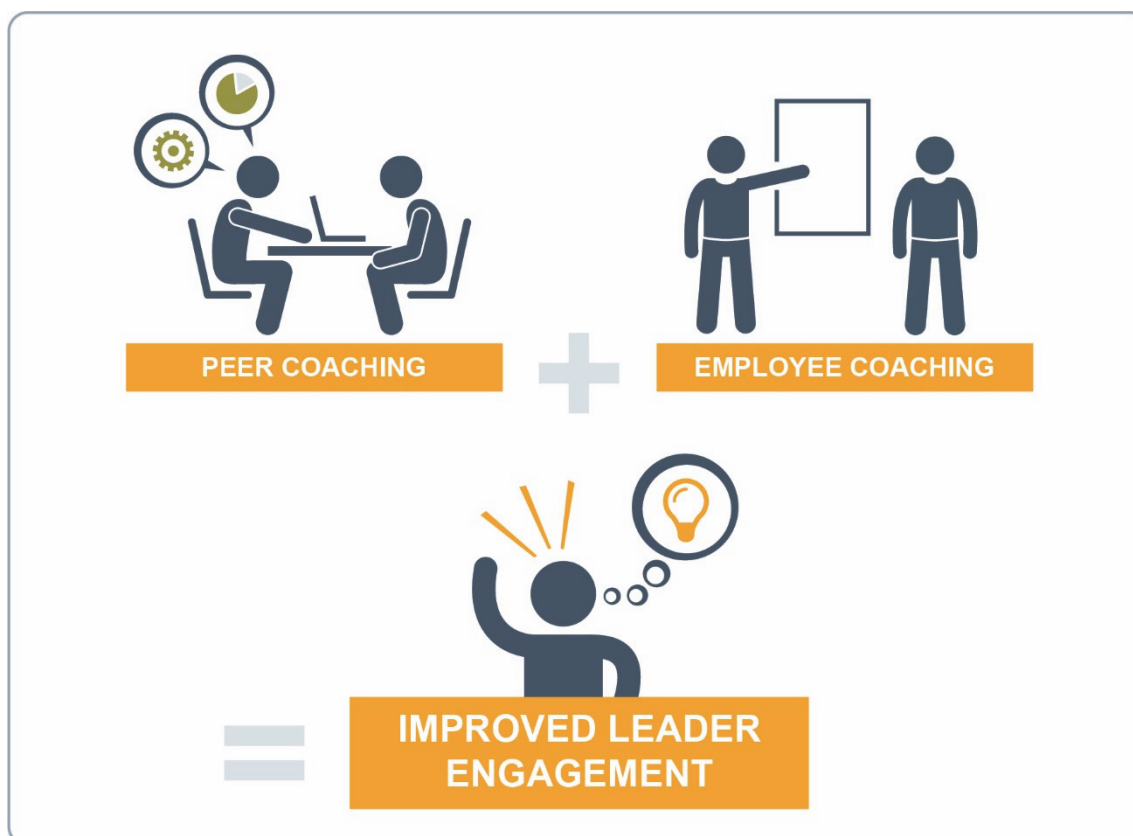 PEER COACHING
+
EMPLOYEE COACHING
=
IMPROVED LEADER
ENGAGEMENT